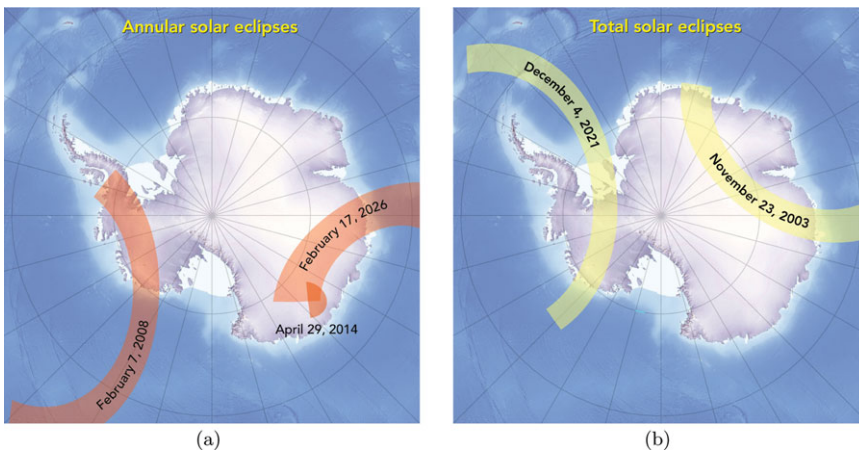 Annular solar eclipses
February 17, 2026
April 29, 2014
February 7, 2008
(a)
Total solar eclipses
December 4, 2021
November 23, 2003
(b)